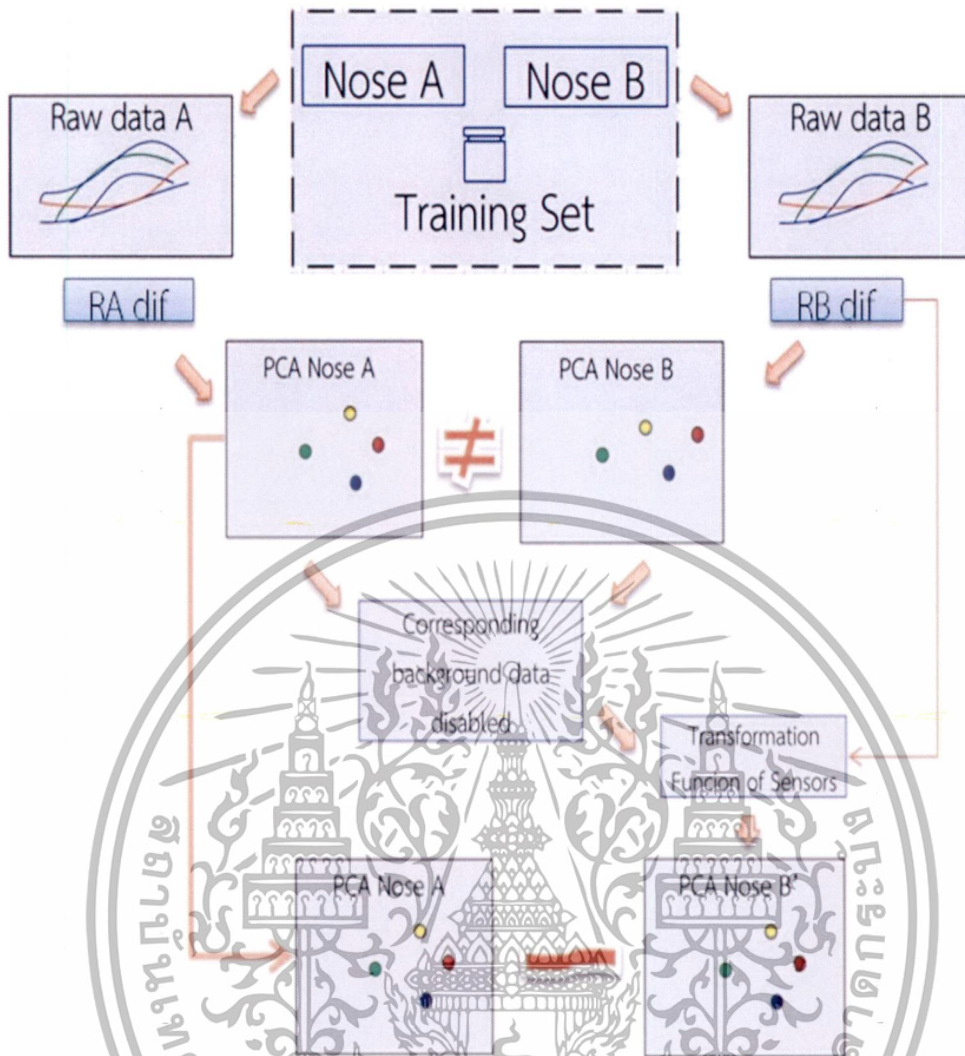 Nose A
Nose B
Training Set
Raw data A
Raw data B
RA dif
RB dif
PCA Nose A
PCA Nose B
≠
Corresponding
background data
disabled
Transformation
Funcion of Sensors
PCA Nose A
PCA Nose B'
=